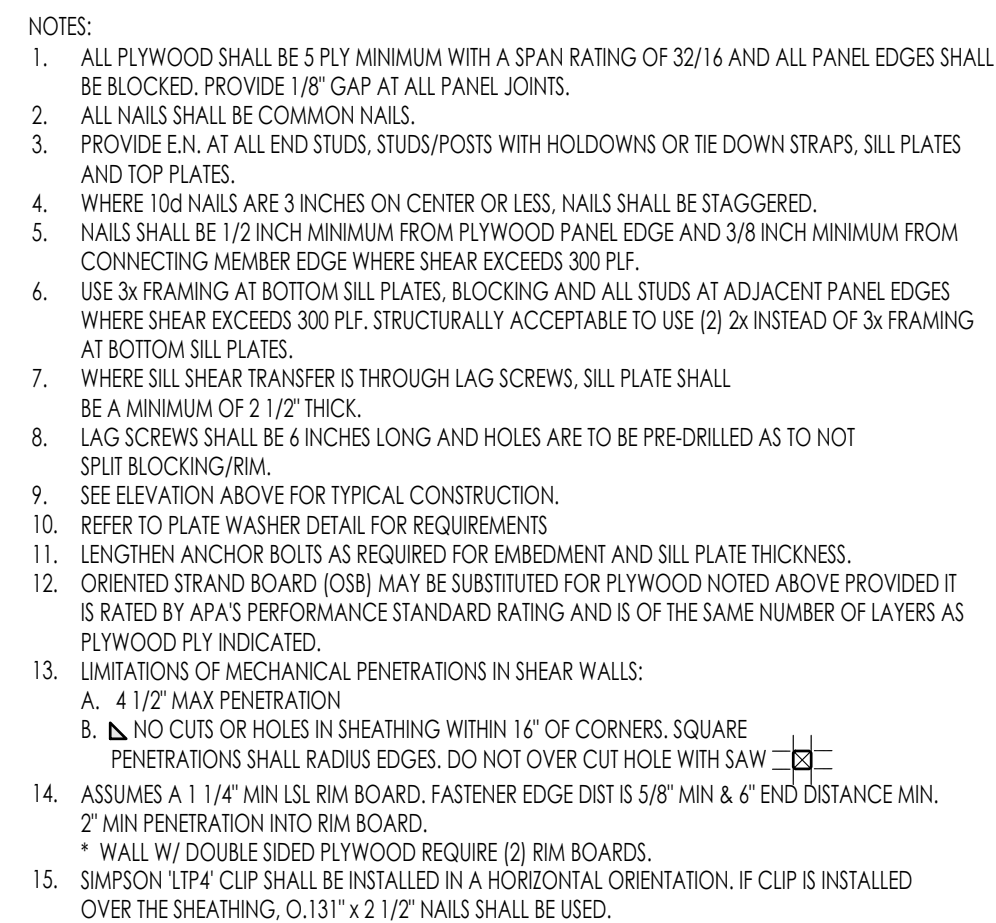 NOTES:
1. ALL PLYWOOD SHALL BE 5 PLY MINIMUM WITH A SPAN RATING OF 32/16 AND ALL PANEL EDGES SHALL
BE BLOCKED. PROVIDE 1/8" GAP AT ALL PANEL JOINTS.
2. ALL NAILS SHALL BE COMMON NAILS.
3. PROVIDE E.N. AT ALL END STUDS, STUDS/POSTS WITH HOLDOWNS OR TIE DOWN STRAPS, SILL PLATES
AND TOP PLATES.
4. WHERE 10d NAILS ARE 3 INCHES ON CENTER OR LESS, NAILS SHALL BE STAGGERED.
5. NAILS SHALL BE 1/2 INCH MINIMUM FROM PLYWOOD PANEL EDGE AND 3/8 INCH MINIMUM FROM
CONNECTING MEMBER EDGE WHERE SHEAR EXCEEDS 300 PLF.
6. USE 3x FRAMING AT BOTTOM SILL PLATES, BLOCKING AND ALL STUDS AT ADJACENT PANEL EDGES
WHERE SHEAR EXCEEDS 300 PLF. STRUCTURALLY ACCEPTABLE TO USE (2) 2x INSTEAD OF 3x FRAMING
AT BOTTOM SILL PLATES.
7. WHERE SILL SHEAR TRANSFER IS THROUGH LAG SCREWS, SILL PLATE SHALL
BE A MINIMUM OF 2 1/2" THICK.
8. LAG SCREWS SHALL BE 6 INCHES LONG AND HOLES ARE TO BE PRE-DRILLED AS TO NOT
SPLIT BLOCKING/RIM.
9. SEE ELEVATION ABOVE FOR TYPICAL CONSTRUCTION.
10. REFER TO PLATE WASHER DETAIL FOR REQUIREMENTS
11. LENGTHEN ANCHOR BOLTS AS REQUIRED FOR EMBEDMENT AND SILL PLATE THICKNESS.
12. ORIENTED STRAND BOARD (OSB) MAY BE SUBSTITUTED FOR PLYWOOD NOTED ABOVE PROVIDED IT
IS RATED BY APA'S PERFORMANCE STANDARD RATING AND IS OF THE SAME NUMBER OF LAYERS AS
PLYWOOD PLY INDICATED.
13. LIMITATIONS OF MECHANICAL PENETRATIONS IN SHEAR WALLS:
A. 4 1/2" MAX PENETRATION
B. NO CUTS OR HOLES IN SHEATHING WITHIN 16" OF CORNERS. SQUARE
PENETRATIONS SHALL RADIUS EDGES. DO NOT OVER CUT HOLE WITH SAW
14. ASSUMES A 1 1/4" MIN LSL RIM BOARD. FASTENER EDGE DIST IS 5/8" MIN & 6" END DISTANCE MIN.
2" MIN PENETRATION INTO RIM BOARD.
* WALL W/ DOUBLE SIDED PLYWOOD REQUIRE (2) RIM BOARDS.
15. SIMPSON 'LTP4' CLIP SHALL BE INSTALLED IN A HORIZONTAL ORIENTATION. IF CLIP IS INSTALLED
OVER THE SHEATHING, O.131" x 2 1/2" NAILS SHALL BE USED.